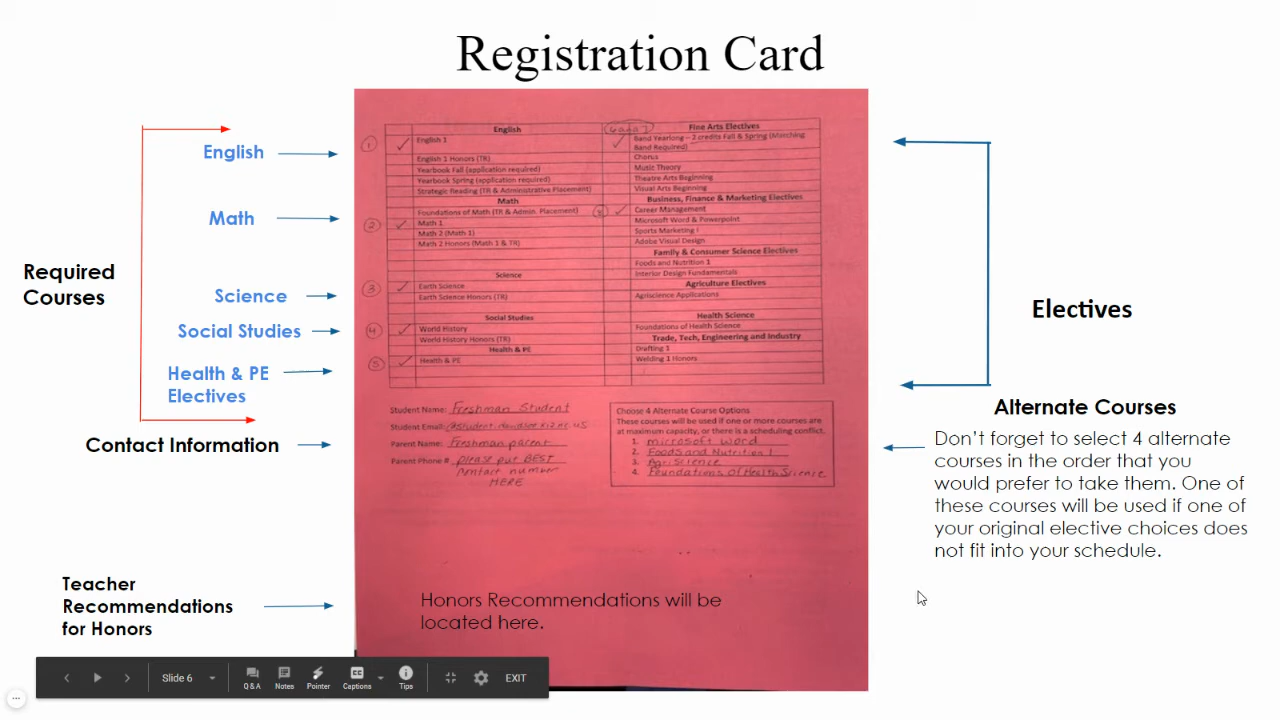 Registration Card
Required
Courses
English
Math
Science
Social Studies
Health & PE
Electives
Contact Information
Teacher
Recommendations
for Honors
English
1
✓ English 1
English 1 Honors (TR)
Yearbook Fall (application required)
Yearbook Spring (application required)
Strategic Reading (TR & Administrative Placement)
Math
Foundations of Math (TR & Admin. Placement)
2
✓ Math 1
Math 2 (Math 1)
Math 2 Honors (Math 1 & TR)
Science
3
✓ Earth Science
Earth Science Honors (TR)
Social Studies
4
✓ World History
World History Honors (TR)
Health & PE
5
✓ Health & PE
6 and 7
Fine Arts Electives
✓ Band Yearlong – 2 credits Fall & Spring (Marching
Band Required)
Chorus
Music Theory
Theatre Arts Beginning
Visual Arts Beginning
Business, Finance & Marketing Electives
8
✓ Career Management
Microsoft Word & Powerpoint
Sports Marketing I
Adobe Visual Design
Family & Consumer Science Electives
Foods and Nutrition 1
Interior Design Fundamentals
Agriculture Electives
Agriscience Applications
Health Science
Foundations of Health Science
Trade, Tech, Engineering and Industry
Drafting 1
Welding 1 Honors
Student Name: Freshman Student
Student Email:
Parent Name: Freshman parent
Parent Phone # please put BEST
contact number
HERE
Choose 4 Alternate Course Options
These courses will be used if one or more courses are
at maximum capacity, or there is a scheduling conflict.
1. microsoft word
2. Foods and Nutrition 1
3. AgriScience
4. Foundations Of Health Science
Honors Recommendations will be
located here.
Electives
Alternate Courses
Don't forget to select 4 alternate
courses in the order that you
would prefer to take them. One of
these courses will be used if one of
your original elective choices does
not fit into your schedule.
Slide 6
Q&A
Notes
Pointer
CC
Captions
Tips
EXIT